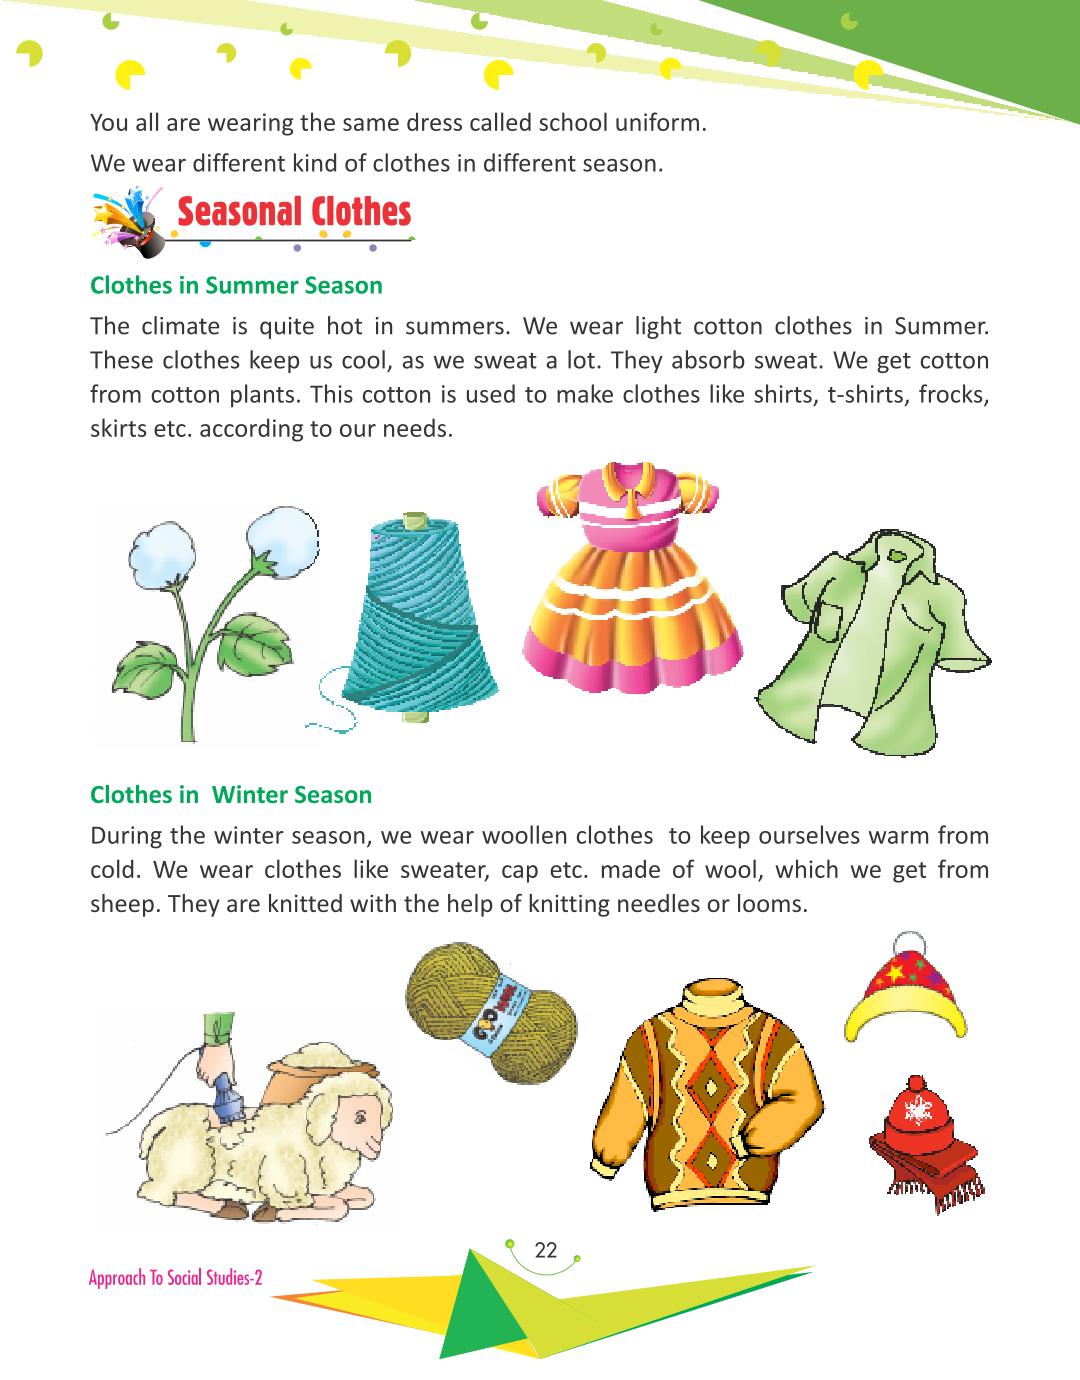 You all are wearing the same dress called school uniform.
We wear different kind of clothes in different season.
Seasonal Clothes
Clothes in Summer Season
The climate is quite hot in summers. We wear light cotton clothes in Summer.
These clothes keep us cool, as we sweat a lot. They absorb sweat. We get cotton
from cotton plants. This cotton is used to make clothes like shirts, t-shirts, frocks,
skirts etc. according to our needs.
Clothes in Winter Season
During the winter season, we wear woollen clothes to keep ourselves warm from
cold. We wear clothes like sweater, cap etc. made of wool, which we get from
sheep. They are knitted with the help of knitting needles or looms.
22
Approach To Social Studies-2